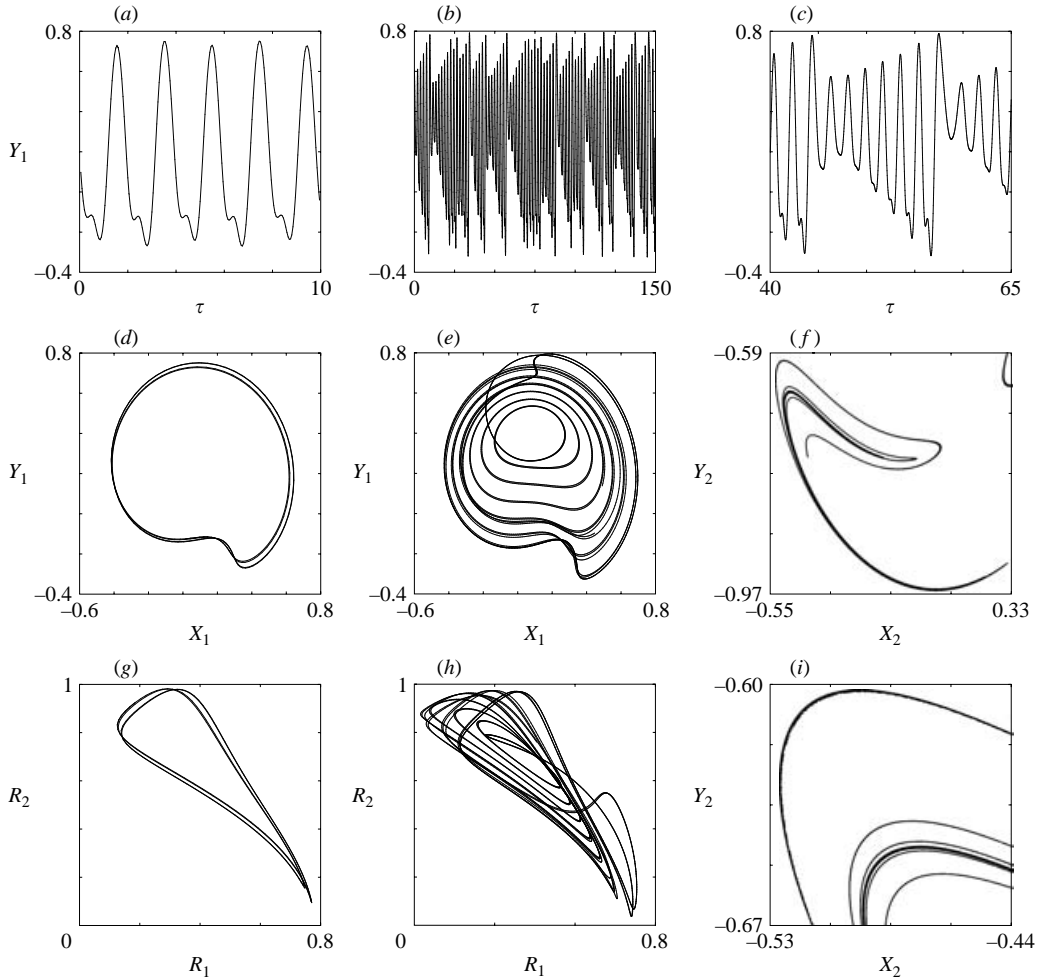 (a)
(b)
(c)
0.8
0.8
0.8
Y1
Y1
Y1
–0.4
–0.4
–0.4
0
10
0
150
40
65
τ
τ
τ
(d)
(e)
(f)
0.8
0.8
–0.59
Y1
Y1
Y2
–0.4
–0.4
–0.97
–0.6
0.8
–0.6
0.8
–0.55
0.33
X1
X1
X2
(g)
(h)
(i)
1
1
–0.60
R2
R2
Y2
–0.67
0
0.8
0
0.8
–0.53
–0.44
R1
R1
X2